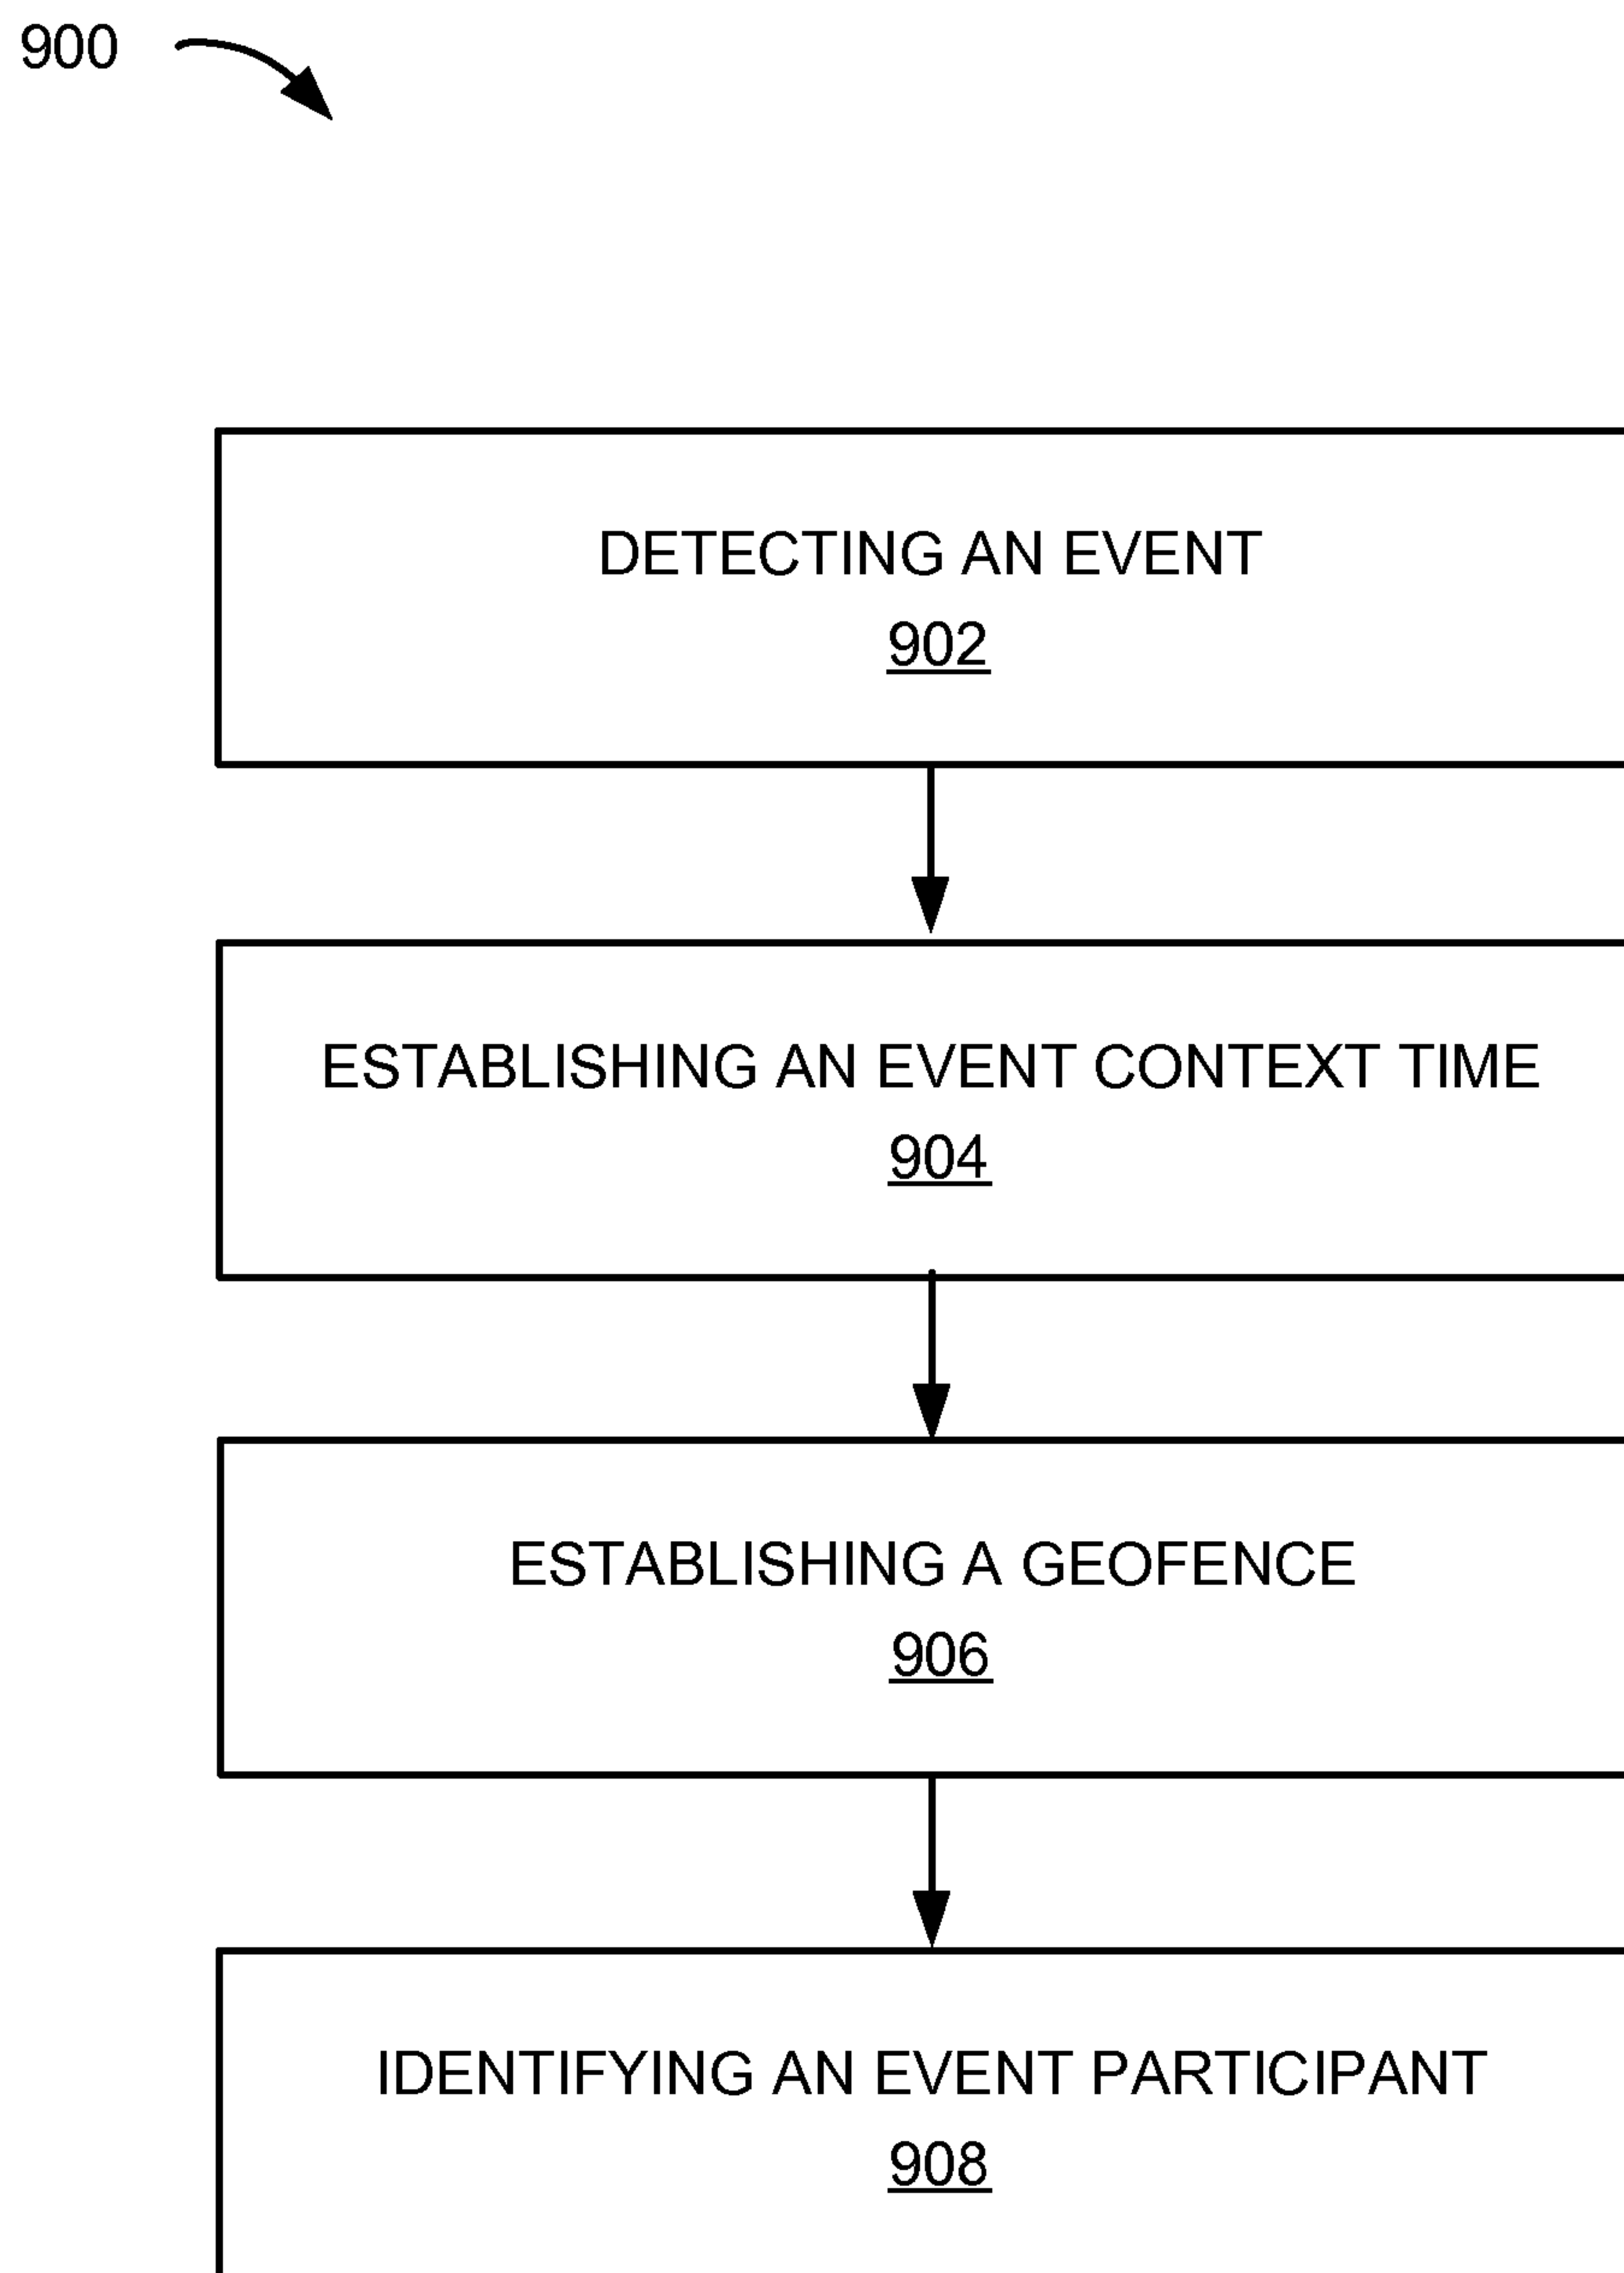 900
DETECTING AN EVENT
902
ESTABLISHING AN EVENT CONTEXT TIME
904
ESTABLISHING A GEOFENCE
906
IDENTIFYING AN EVENT PARTICIPANT
908